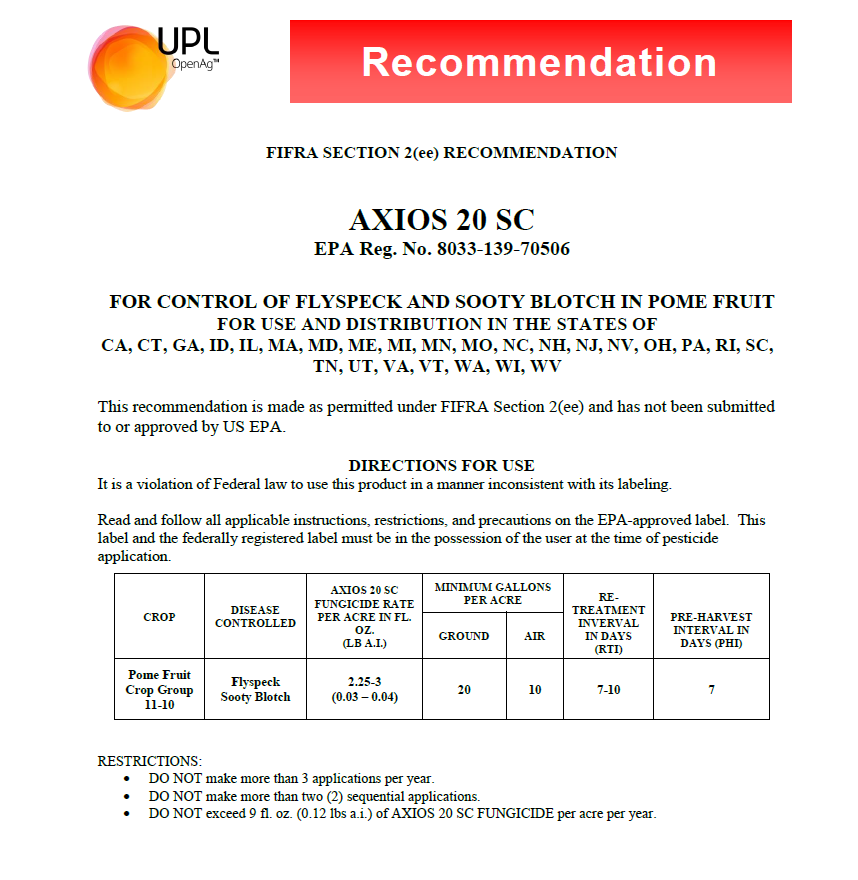 UPL
OpenAg™
Recommendation
FIFRA SECTION 2(ee) RECOMMENDATION
AXIOS 20 SC
EPA Reg. No. 8033-139-70506
FOR CONTROL OF FLYSPECK AND SOOTY BLOTCH IN POME FRUIT
FOR USE AND DISTRIBUTION IN THE STATES OF
CA, CT, GA, ID, IL, MA, MD, ME, MI, MN, MO, NC, NH, NJ, NV, OH, PA, RI, SC,
TN, UT, VA, VT, WA, WI, WV
This recommendation is made as permitted under FIFRA Section 2(ee) and has not been submitted
to or approved by US EPA.
DIRECTIONS FOR USE
It is a violation of Federal law to use this product in a manner inconsistent with its labeling.
Read and follow all applicable instructions, restrictions, and precautions on the EPA-approved label.  This
label and the federally registered label must be in the possession of the user at the time of pesticide
application.
CROP
DISEASE
CONTROLLED
AXIOS 20 SC
FUNGICIDE RATE
PER ACRE IN FL.
OZ.
(LB A.I.)
MINIMUM GALLONS
PER ACRE
GROUND
AIR
RE-
TREATMENT
INVERVAL
IN DAYS
(RTI)
PRE-HARVEST
INTERVAL IN
DAYS (PHI)
Pome Fruit
Crop Group
11-10
Flyspeck
Sooty Blotch
2.25-3
(0.03 – 0.04)
20
10
7-10
7
RESTRICTIONS:
• DO NOT make more than 3 applications per year.
• DO NOT make more than two (2) sequential applications.
• DO NOT exceed 9 fl. oz. (0.12 lbs a.i.) of AXIOS 20 SC FUNGICIDE per acre per year.